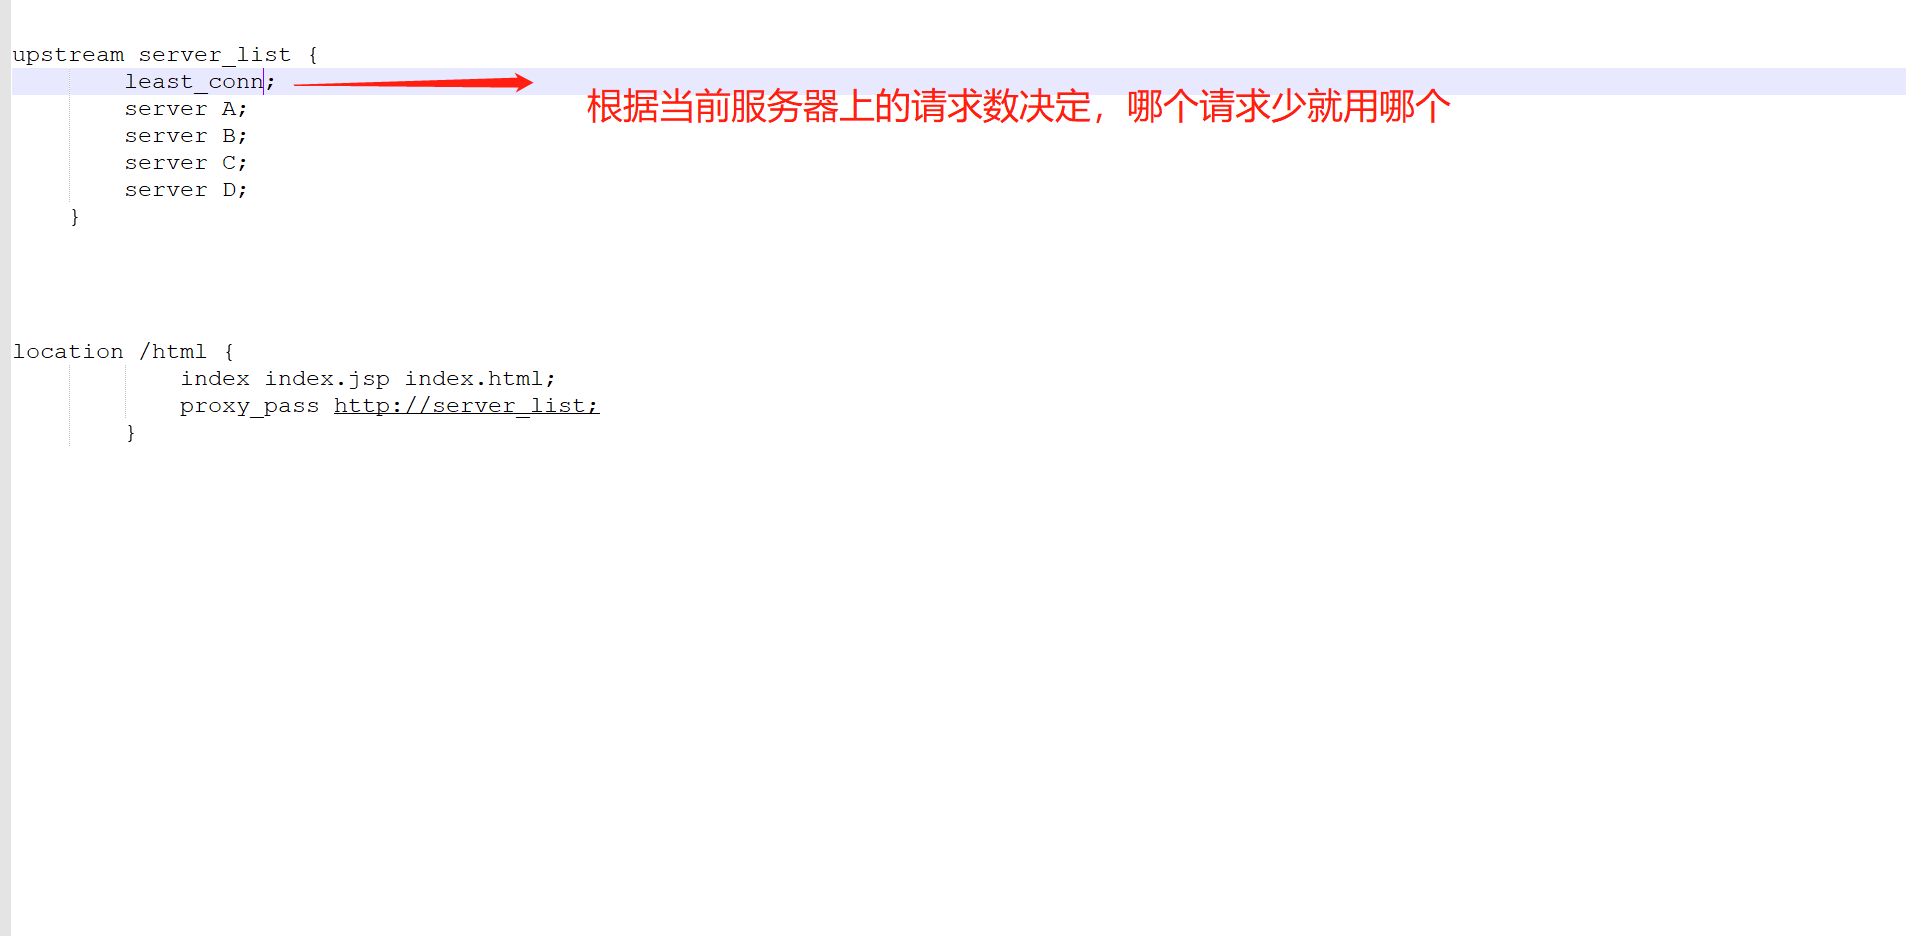 upstream server_list {
least_conn;
根据当前服务器上的请求数决定，哪个请求少就用哪个
server A;
server B;
server C;
server D;
}
location /html {
index index.jsp index.html;
proxy_pass http://server_list;
}